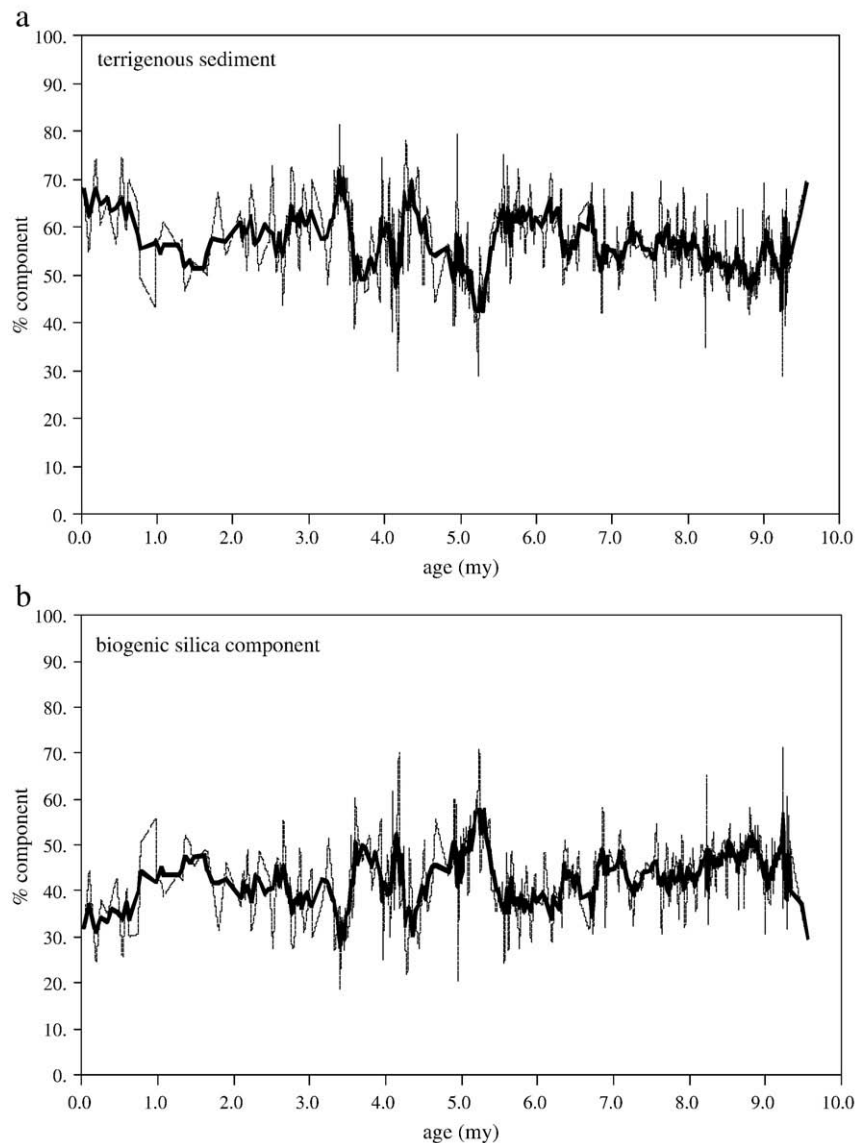 a
100.
90.
terrigenous sediment
80.
70.
60.
50.
40.
30.
20.
10.
0.
% component
0.0 1.0 2.0 3.0 4.0 5.0 6.0 7.0 8.0 9.0 10.0
age (my)
b
100.
90.
biogenic silica component
80.
70.
60.
50.
40.
30.
20.
10.
0.
% component
0.0 1.0 2.0 3.0 4.0 5.0 6.0 7.0 8.0 9.0 10.0
age (my)